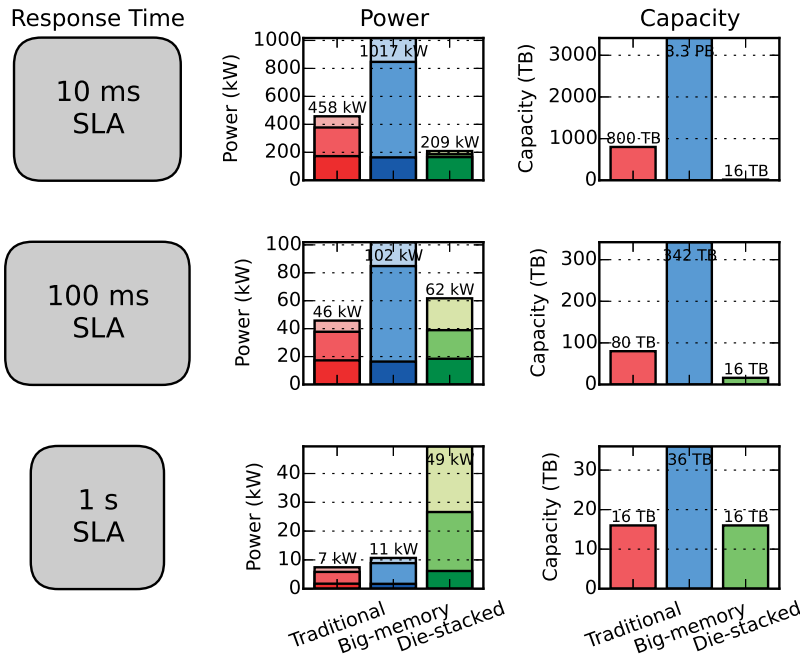 Response Time
Power
Capacity
10 ms
SLA
Power (kW)
1000
800
600
400
200
0
458 kW
1017 kW
209 kW
Capacity (TB)
3000
2000
1000
0
800 TB
3.3 PB
16 TB
100 ms
SLA
Power (kW)
100
80
60
40
20
0
46 kW
102 kW
62 kW
Capacity (TB)
300
200
100
0
80 TB
342 TB
16 TB
1 s
SLA
Power (kW)
40
30
20
10
0
7 kW
11 kW
49 kW
Capacity (TB)
30
20
10
0
16 TB
36 TB
16 TB
Traditional
Big-memory
Die-stacked
Traditional
Big-memory
Die-stacked